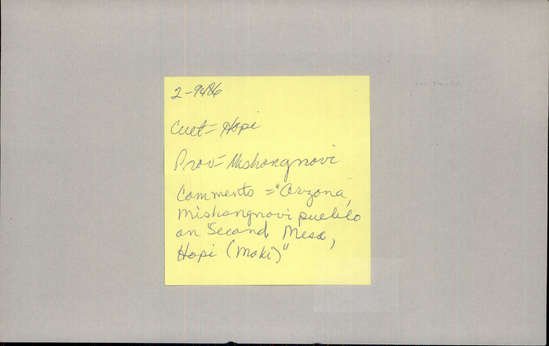 2-9486
Cult = Hopi
Prov = Mishongnovi
Comments = "Arizona,
Mishongnovi pueblo
on Second Mesa,
Hopi (Moki)"